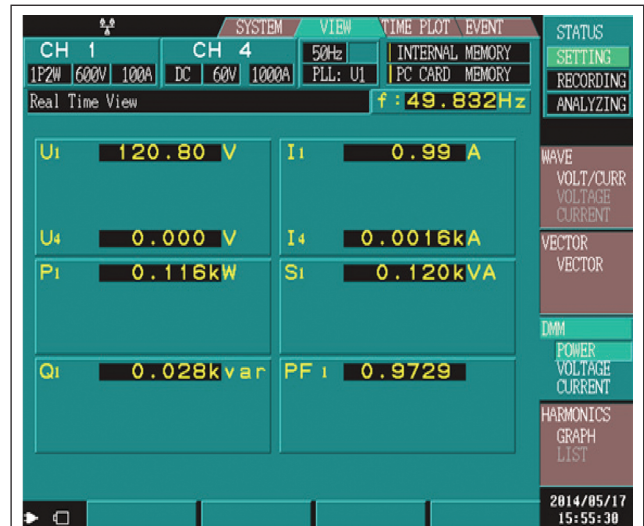 SYSTEM VIEW TIME PLOT EVENT
CH 1 CH 4 50Hz INTERNAL MEMORY
1P2W 600V 100A DC 60V 1000A PLL: U1 PC CARD MEMORY
Real Time View f:49.832Hz
U1 120.80 V I1 0.99 A
U4 0.000 V I4 0.0016kA
P1 0.116kW S1 0.120kVA
Q1 0.028kvar PF1 0.9729
STATUS
SETTING
RECORDING
ANALYZING
WAVE
VOLT/CURR
VOLTAGE
CURRENT
VECTOR
VECTOR
DMM
POWER
VOLTAGE
CURRENT
HARMONICS
GRAPH
LIST
2014/05/17
15:55:30